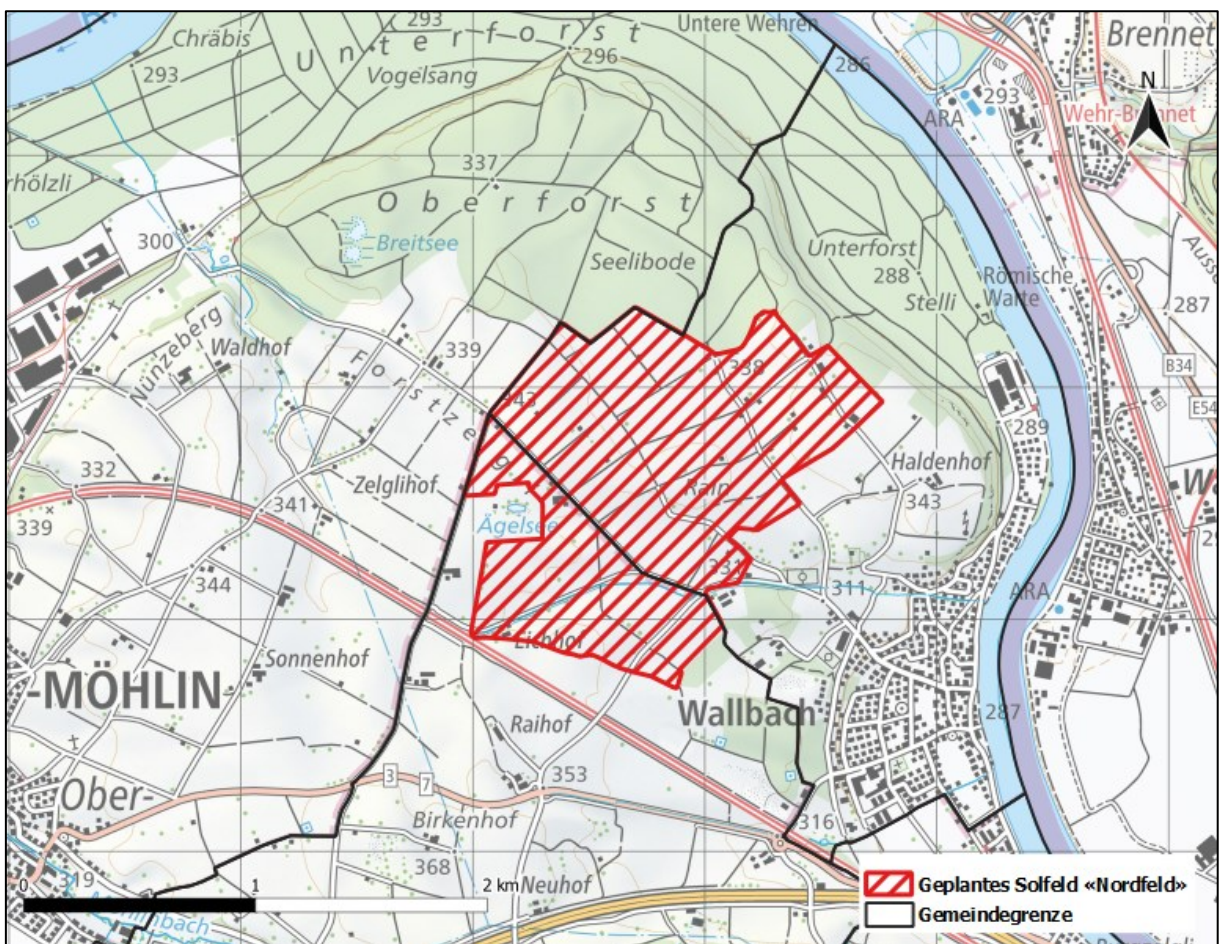 293
Untere Wehren
Brennet
Chräbis
Unterforst
286
N
293
Vogelsang
296
293
ARA
Wehr-Brennet
337
rhölzli
Oberforst
300
Breitsee
Seelibode
Unterforst
288
Römische
Warte
Stelli
287
Nünzeberg
Waldhof
339
338
B34
Forstzelg
343
E54
289
332
Zelglihof
Haldenhof
343
341
Rain
339
Ägelsee
344
331
311
ARA
Eichhof
Sonnenhof
-MÖHLIN
Wallbach
287
Raihof
3
7
353
Ober-
Birkenhof
316
368
319
0
1
2 km
Neuhof
Geplantes Solfeld «Nordfeld»
Gemeindegrenze